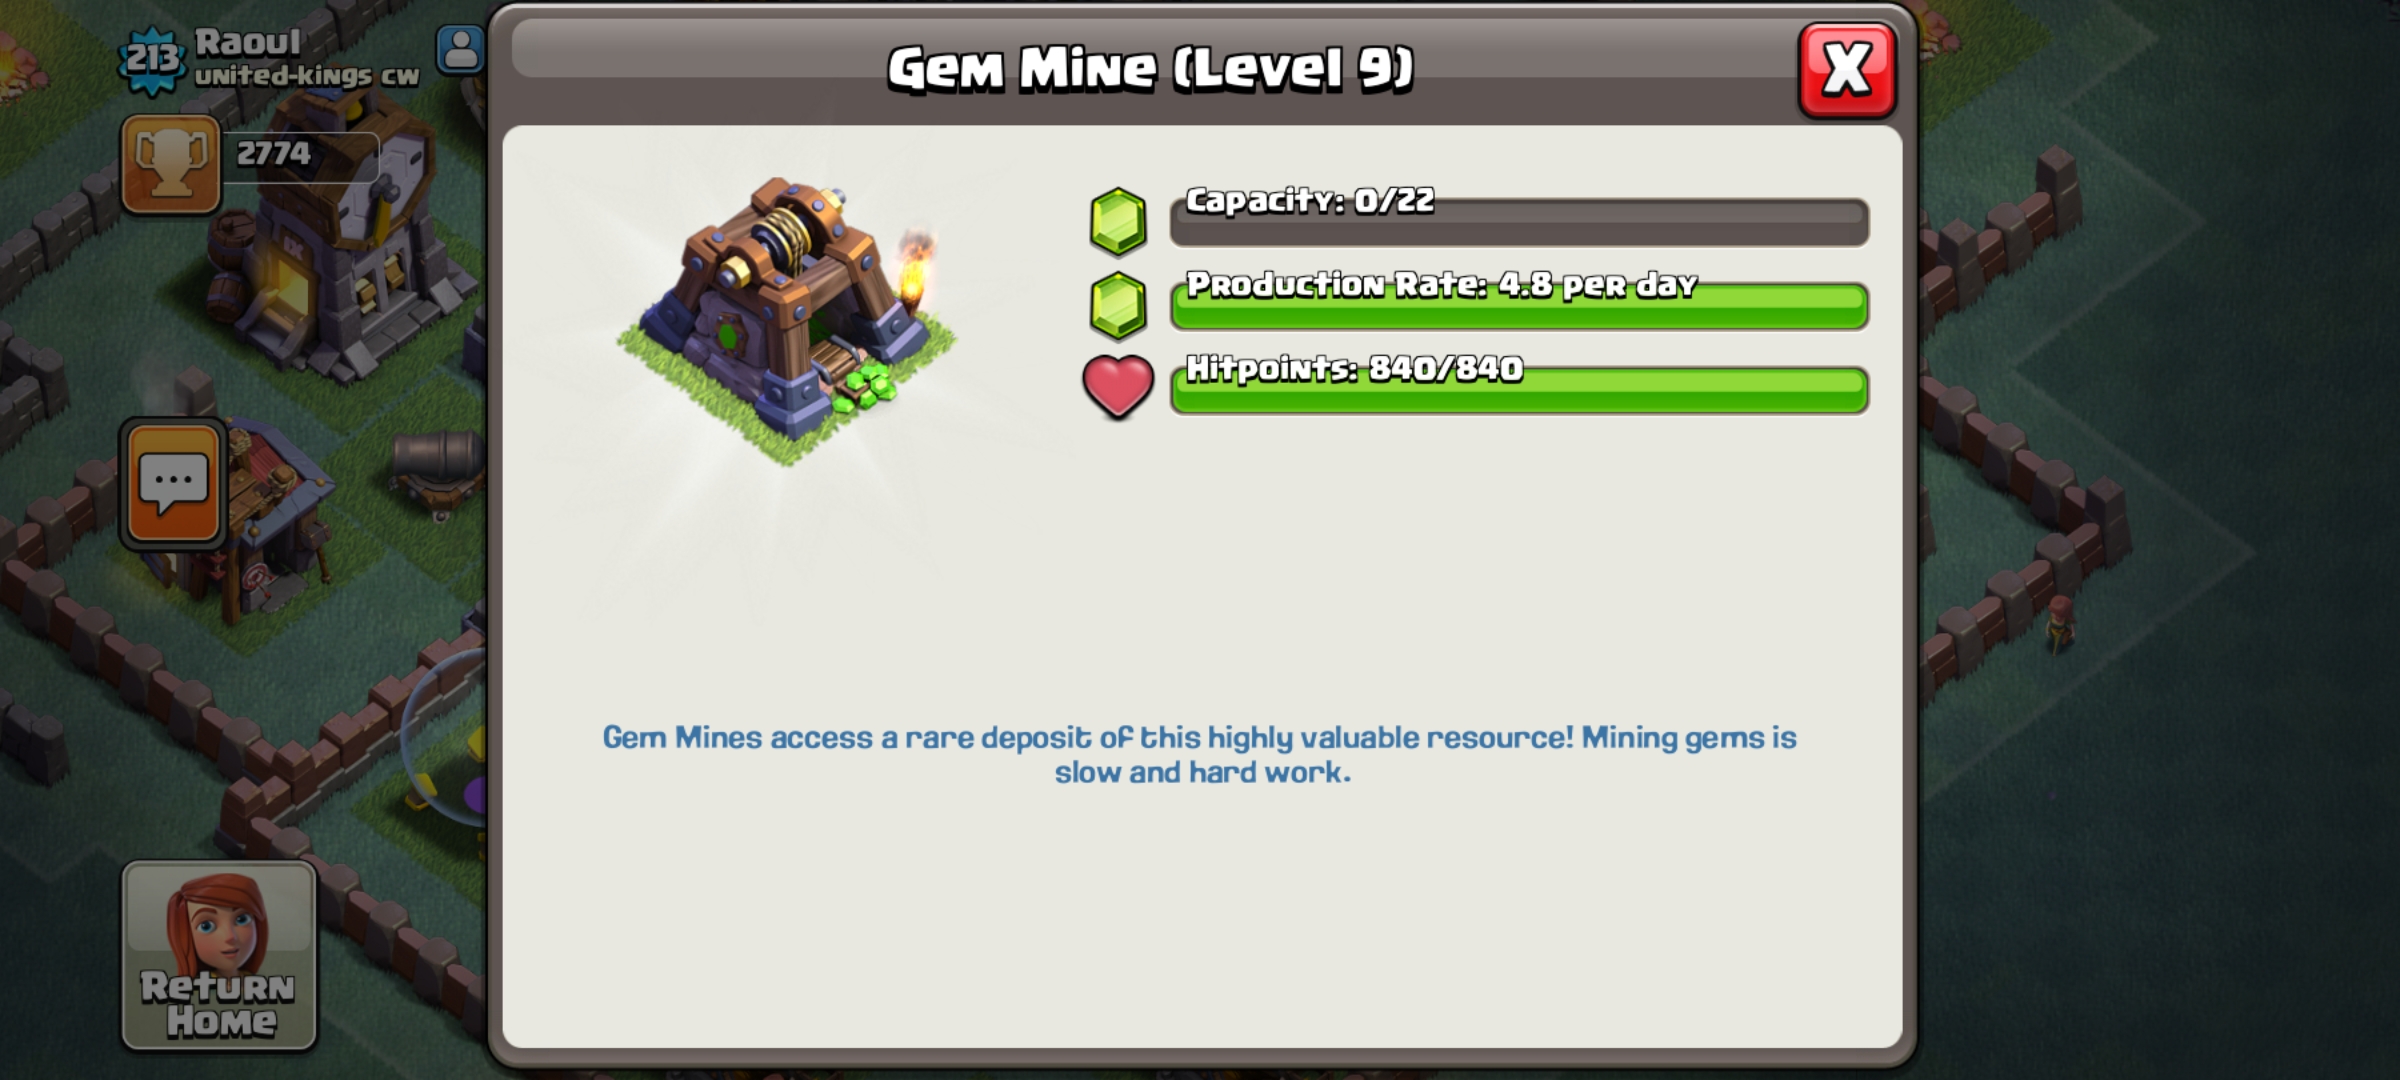 213
Raoul
united-kings cw
2774
Gem Mine (Level 9)
X
Capacity: 0/22
Production Rate: 4.8 per day
Hitpoints: 840/840
Gem Mines access a rare deposit of this highly valuable resource! Mining gems is
slow and hard work.
Return
Home